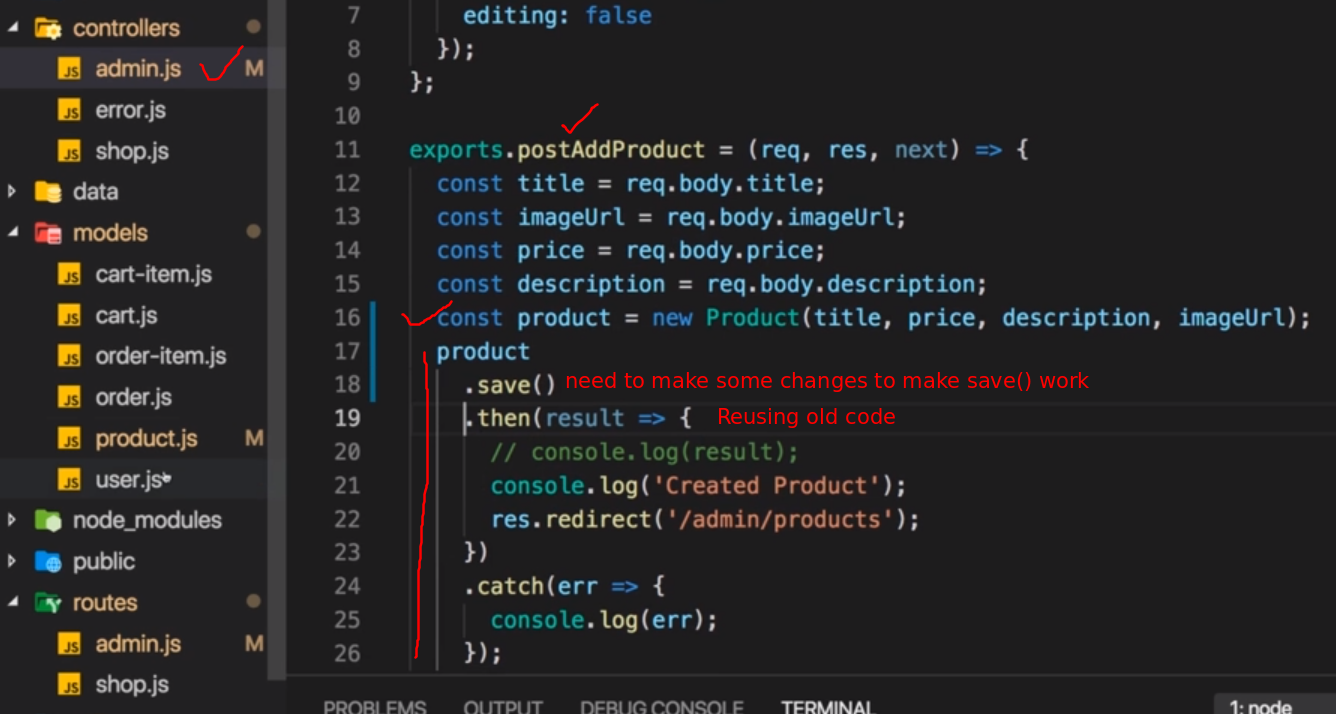 controllers
admin.js M
error.js
shop.js
data
models
cart-item.js
cart.js
order-item.js
order.js
product.js M
user.js
node_modules
public
routes
admin.js M
shop.js
7 editing: false
8 });
9 };
10
11 exports.postAddProduct = (req, res, next) => {
12 const title = req.body.title;
13 const imageUrl = req.body.imageUrl;
14 const price = req.body.price;
15 const description = req.body.description;
16 const product = new Product(title, price, description, imageUrl);
17 product
18 .save() need to make some changes to make save() work
19 .then(result => { Reusing old code
20 // console.log(result);
21 console.log('Created Product');
22 res.redirect('/admin/products');
23 })
24 .catch(err => {
25 console.log(err);
26 });
PROBLEMS OUTPUT DEBUG CONSOLE TERMINAL 1: node